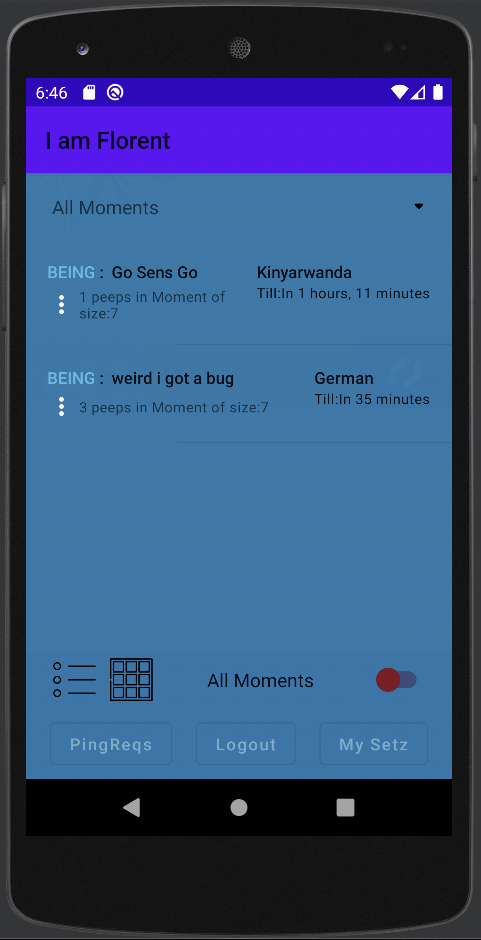 6:46
I am Florent
All Moments
BEING : Go Sens Go
Kinyarwanda
Till:In 1 hours, 11 minutes
1 peeps in Moment of
size:7
BEING : weird i got a bug
German
Till:In 35 minutes
3 peeps in Moment of size:7
All Moments
PingReqs
Logout
My Setz